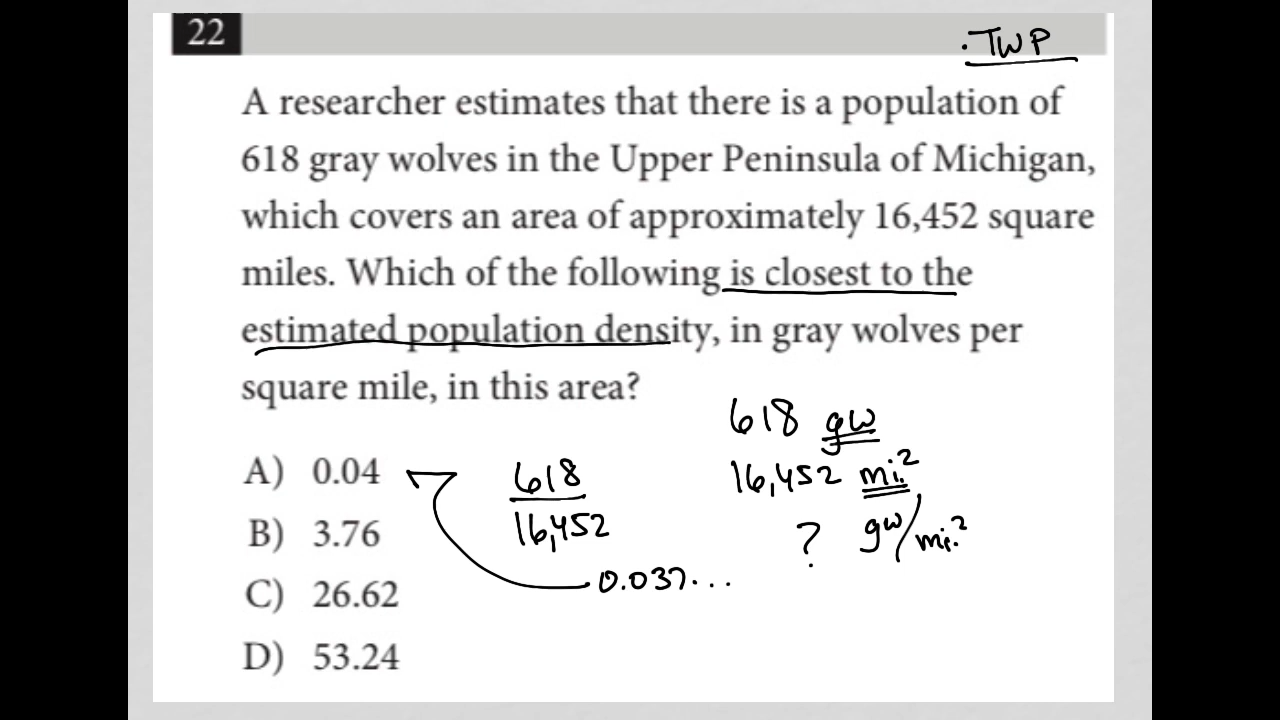 22
· TWP
A researcher estimates that there is a population of
618 gray wolves in the Upper Peninsula of Michigan,
which covers an area of approximately 16,452 square
miles. Which of the following is closest to the
estimated population density, in gray wolves per
square mile, in this area?
A) 0.04
B) 3.76
C) 26.62
D) 53.24
618
16,452
0.037...
618 gw
16,452 mi.²
? gw/mi.²